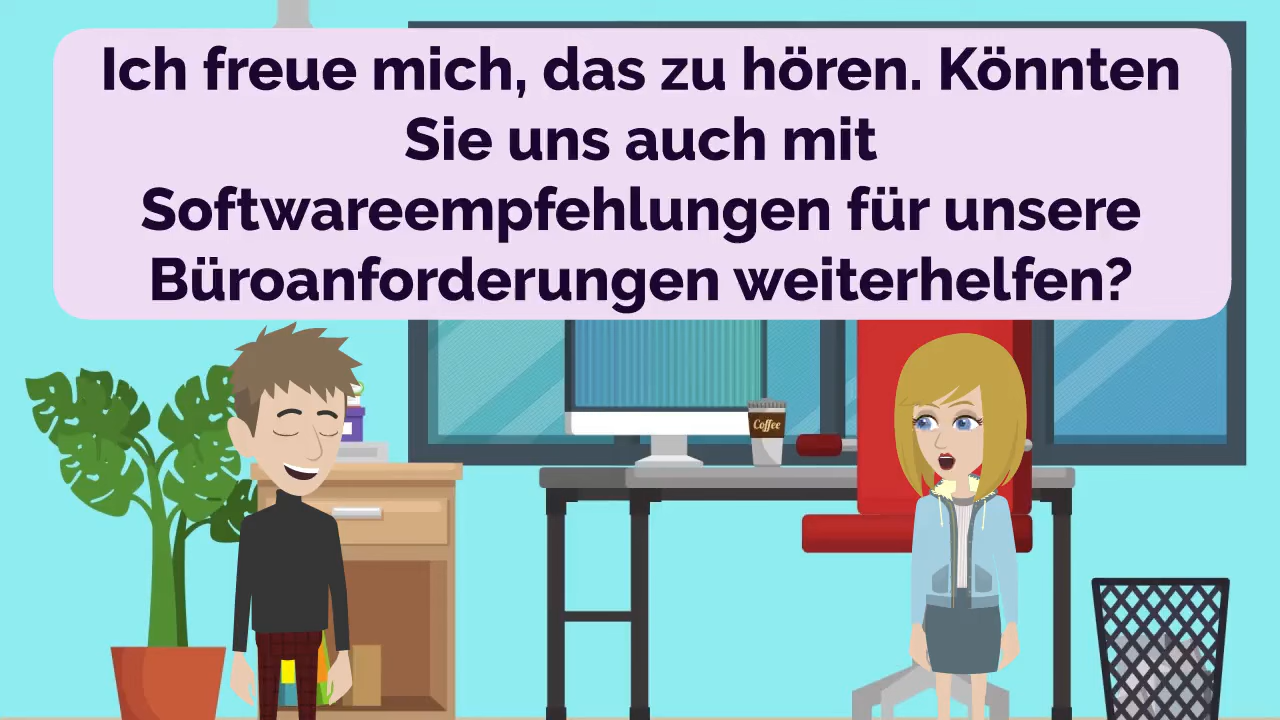 Ich freue mich, das zu hören. Könnten
Sie uns auch mit
Softwareempfehlungen für unsere
Büroanforderungen weiterhelfen?
Coffee